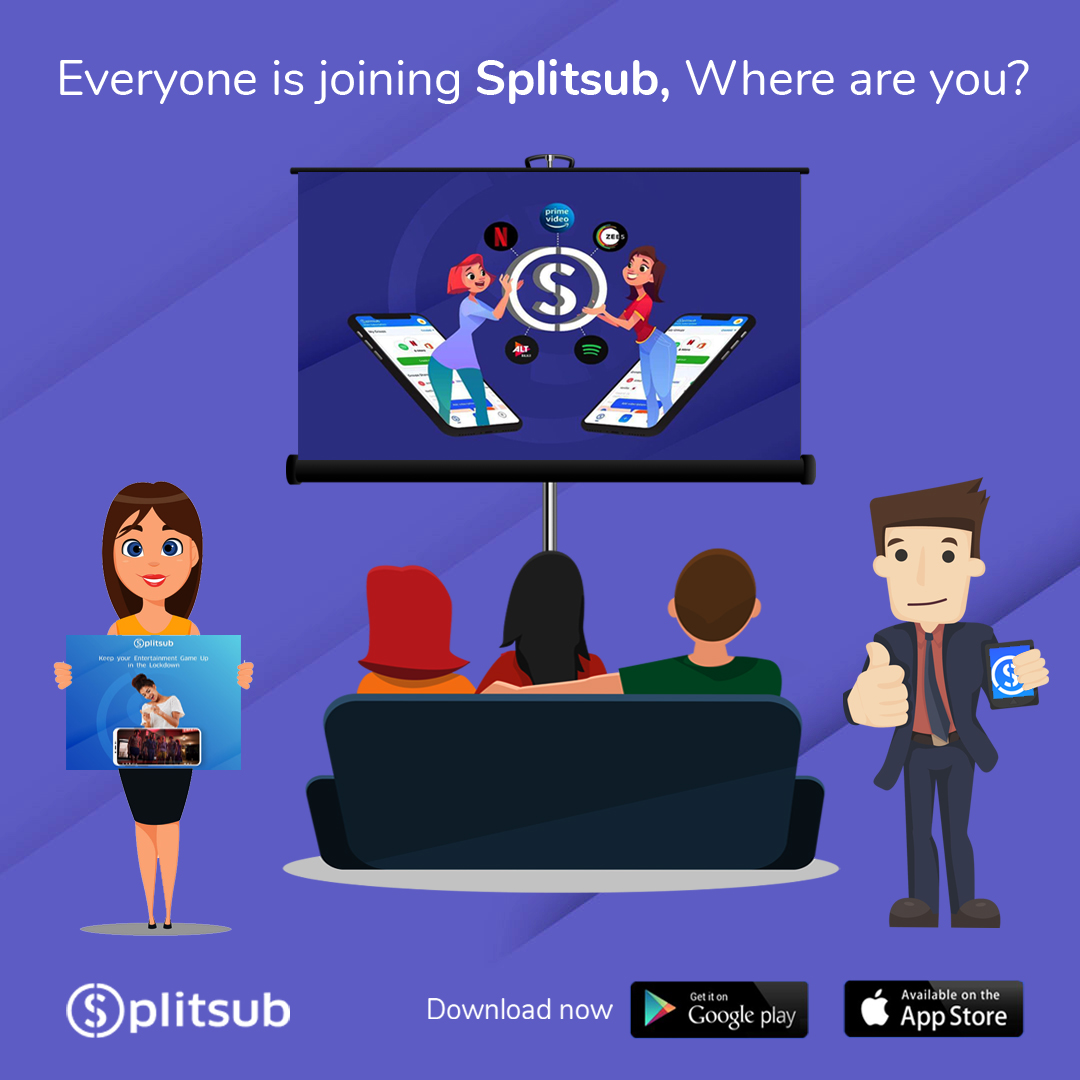 Everyone is joining Splitsub, Where are you?
prime
video
N
ZEE5
S
ALT
Splitsub
Keep your Entertainment Game Up
in the Lockdown
S
Splitsub
Download now
Get it on
Google play
Available on the
App Store